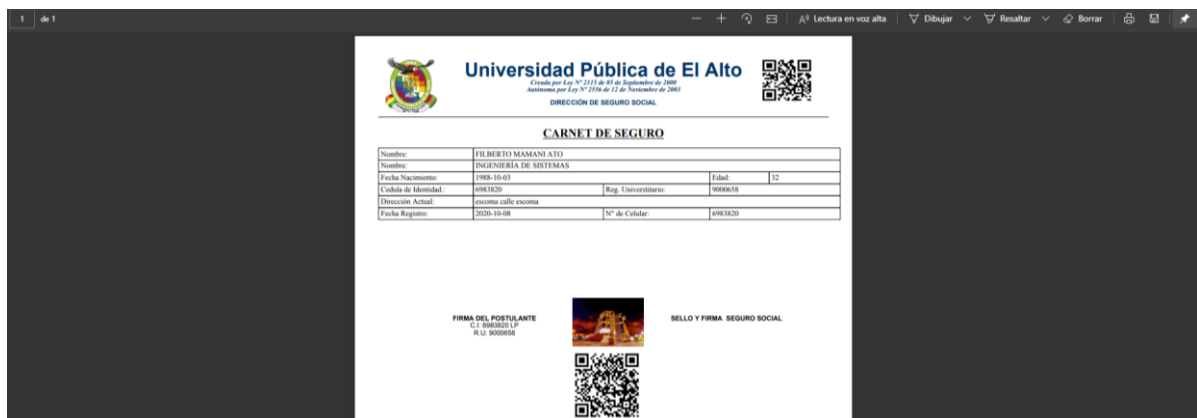 1 de 1 Lectura en voz alta Dibujar Resaltar Borrar
Universidad Pública de El Alto
Creada por Ley Nº 2115 de 05 de Septiembre de 2000
Autónoma por Ley Nº 2556 de 12 de Noviembre de 2003
DIRECCIÓN DE SEGURO SOCIAL
CARNET DE SEGURO
Nombre: FILBERTO MAMANI ATO
Nombre: INGENIERÍA DE SISTEMAS
Fecha Nacimiento: 1988-10-03 Edad: 32
Cedula de Identidad.: 6983820 Reg. Universtitario: 9000658
Dirección Actual: escoma calle escoma
Fecha Registro: 2020-10-08 Nº de Celular: 6983820
FIRMA DEL POSTULANTE SELLO Y FIRMA SEGURO SOCIAL
C.I: 6983820 LP
R.U: 9000658